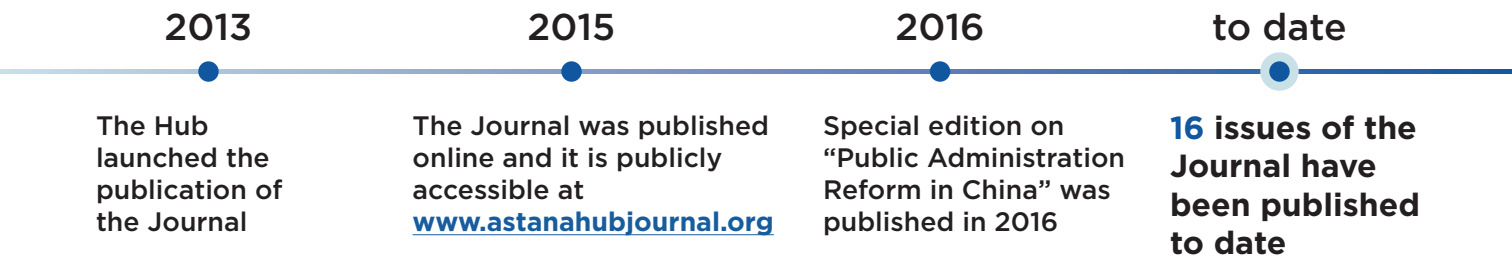 2013
The Hub
launched the
publication of
the Journal
2015
The Journal was published
online and it is publicly
accessible at
www.astanahubjournal.org
2016
Special edition on
“Public Administration
Reform in China” was
published in 2016
to date
16 issues of the
Journal have
been published
to date